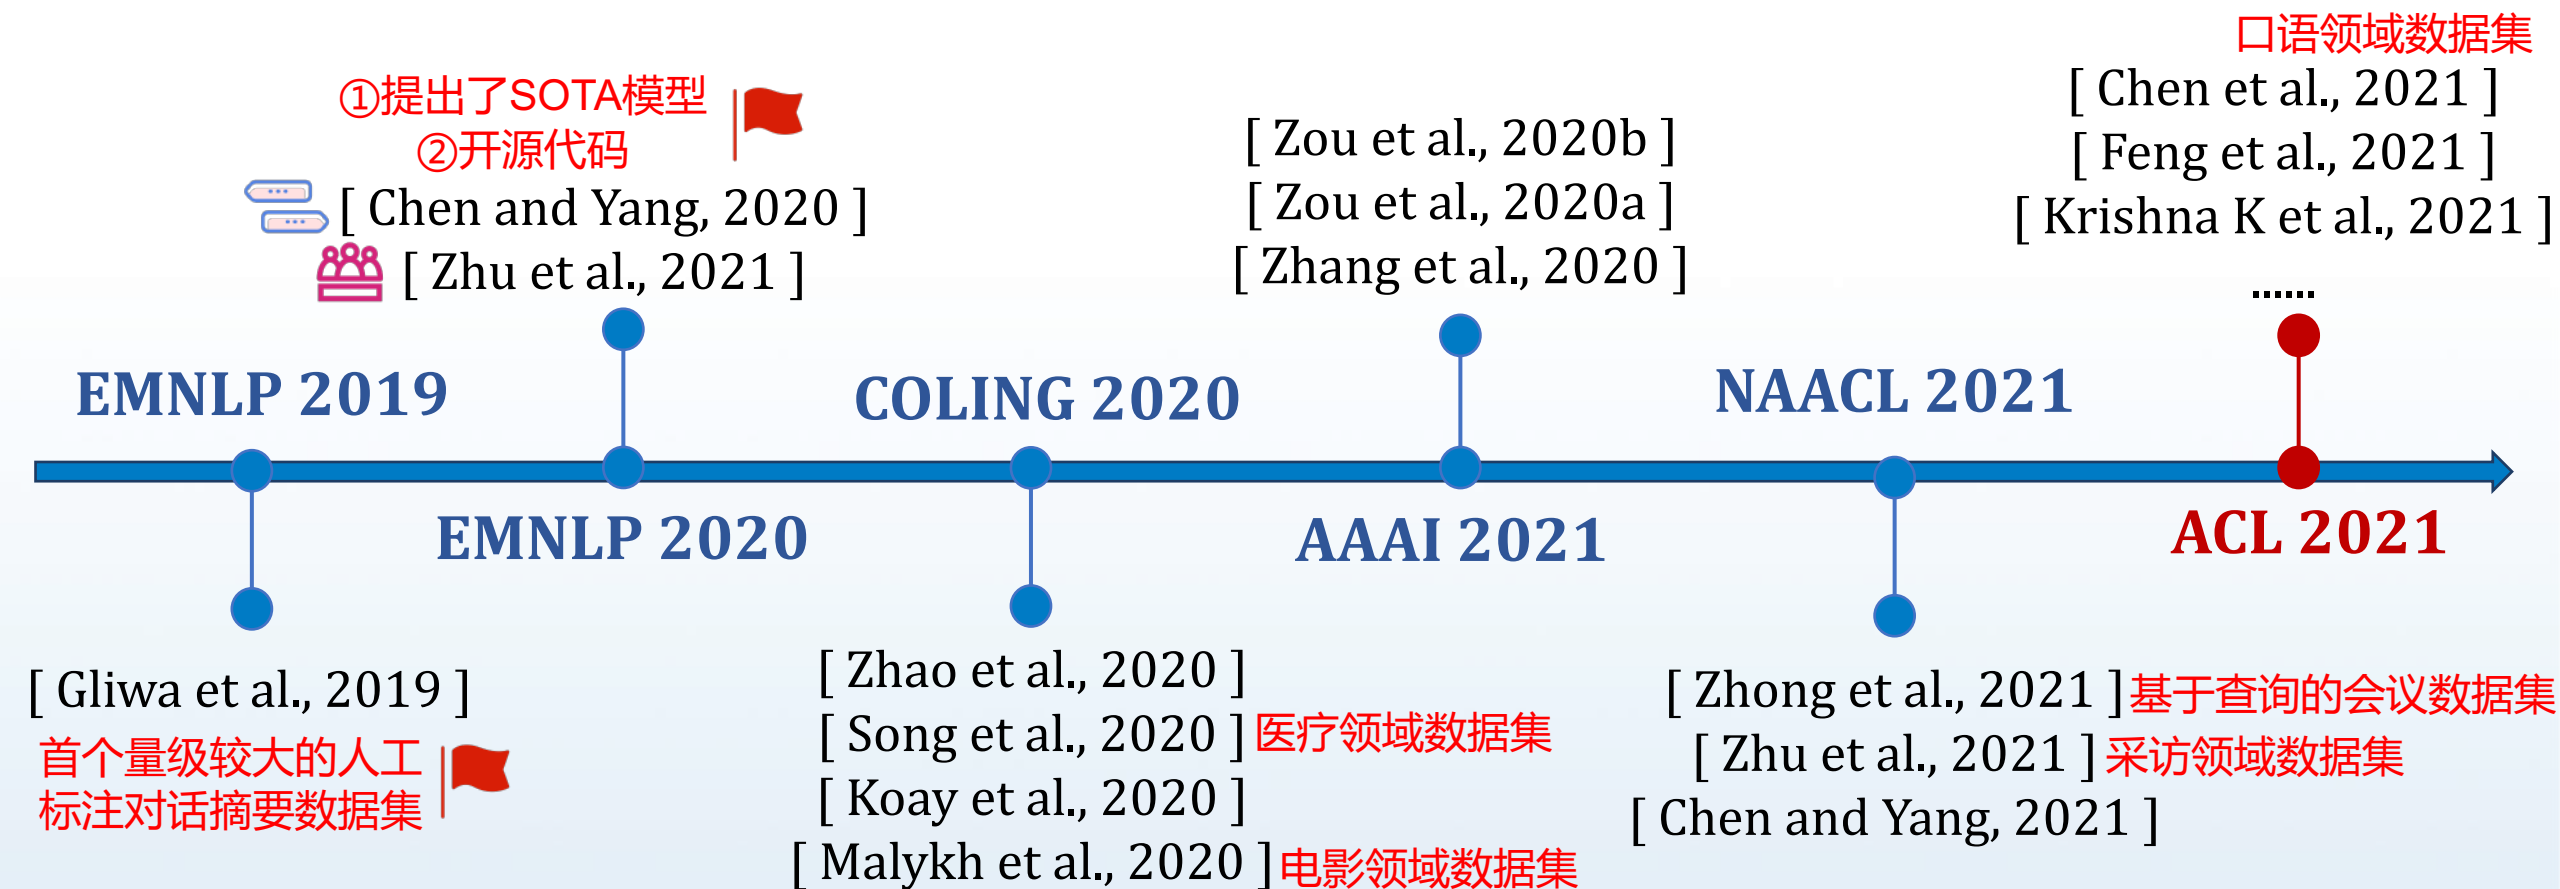 口语领域数据集
[ Chen et al., 2021 ]
[ Feng et al., 2021 ]
[ Krishna K et al., 2021 ]
......
①提出了SOTA模型
②开源代码
[ Chen and Yang, 2020 ]
[ Zhu et al., 2021 ]
[ Zou et al., 2020b ]
[ Zou et al., 2020a ]
[ Zhang et al., 2020 ]
EMNLP 2019
COLING 2020
NAACL 2021
EMNLP 2020
AAAI 2021
ACL 2021
[ Gliwa et al., 2019 ]
首个量级较大的人工
标注对话摘要数据集
[ Zhao et al., 2020 ]
[ Song et al., 2020 ] 医疗领域数据集
[ Koay et al., 2020 ]
[ Malykh et al., 2020 ] 电影领域数据集
[ Zhong et al., 2021 ] 基于查询的会议数据集
[ Zhu et al., 2021 ] 采访领域数据集
[ Chen and Yang, 2021 ]